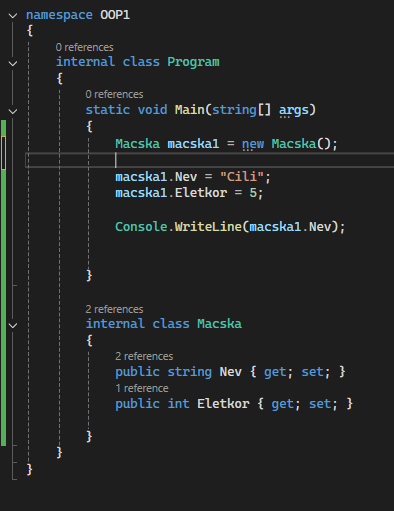 namespace OOP1
{
0 references
internal class Program
{
0 references
static void Main(string[] args)
{
Macska macska1 = new Macska();
macska1.Nev = "Cili";
macska1.Eletkor = 5;
Console.WriteLine(macska1.Nev);
}
2 references
internal class Macska
{
2 references
public string Nev { get; set; }
1 reference
public int Eletkor { get; set; }
}
}
}